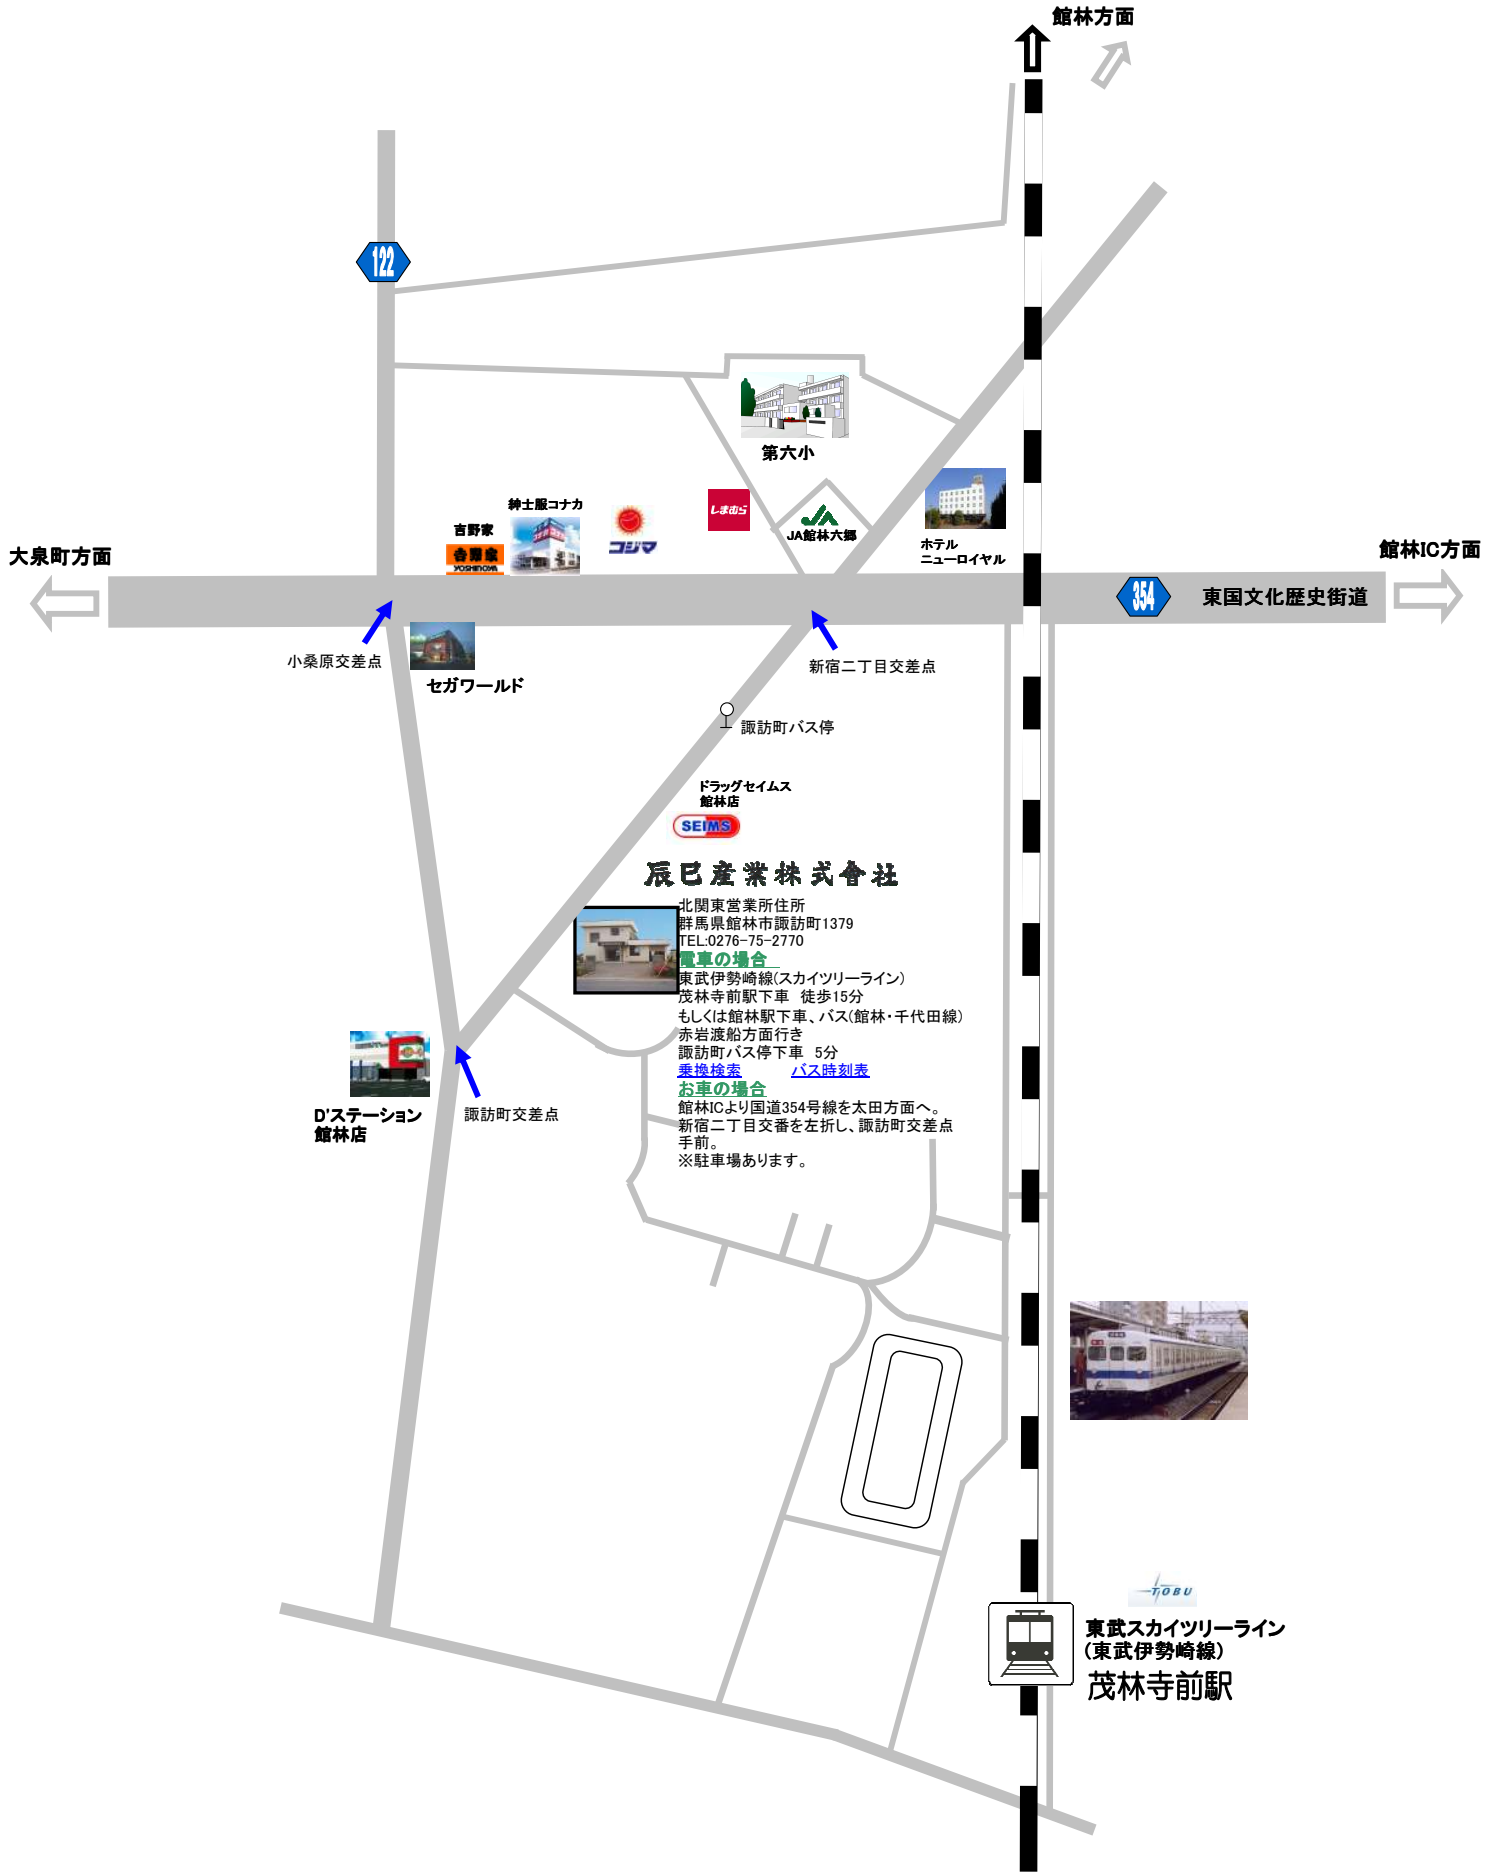 館林方面
122
第六小
紳士服コナカ
しまむら
吉野家
吉野家
YOSHINOYA
コジマ
JA館林六郷
ホテル
ニューロイヤル
大泉町方面
館林IC方面
354
東国文化歴史街道
小桑原交差点
セガワールド
新宿二丁目交差点
諏訪町バス停
ドラッグセイムス
館林店
SEIMS
辰巳産業株式會社
北関東営業所住所
群馬県館林市諏訪町1379
TEL:0276-75-2770
電車の場合
東武伊勢崎線(スカイツリーライン)
茂林寺前駅下車　徒歩15分
もしくは館林駅下車、バス(館林・千代田線)
赤岩渡船方面行き
諏訪町バス停下車　5分
乗換検索　バス時刻表
お車の場合
館林ICより国道354号線を太田方面へ。
新宿二丁目交番を左折し、諏訪町交差点
手前。
※駐車場あります。
D'ステーション
館林店
諏訪町交差点
TOBU
東武スカイツリーライン
(東武伊勢崎線)
茂林寺前駅